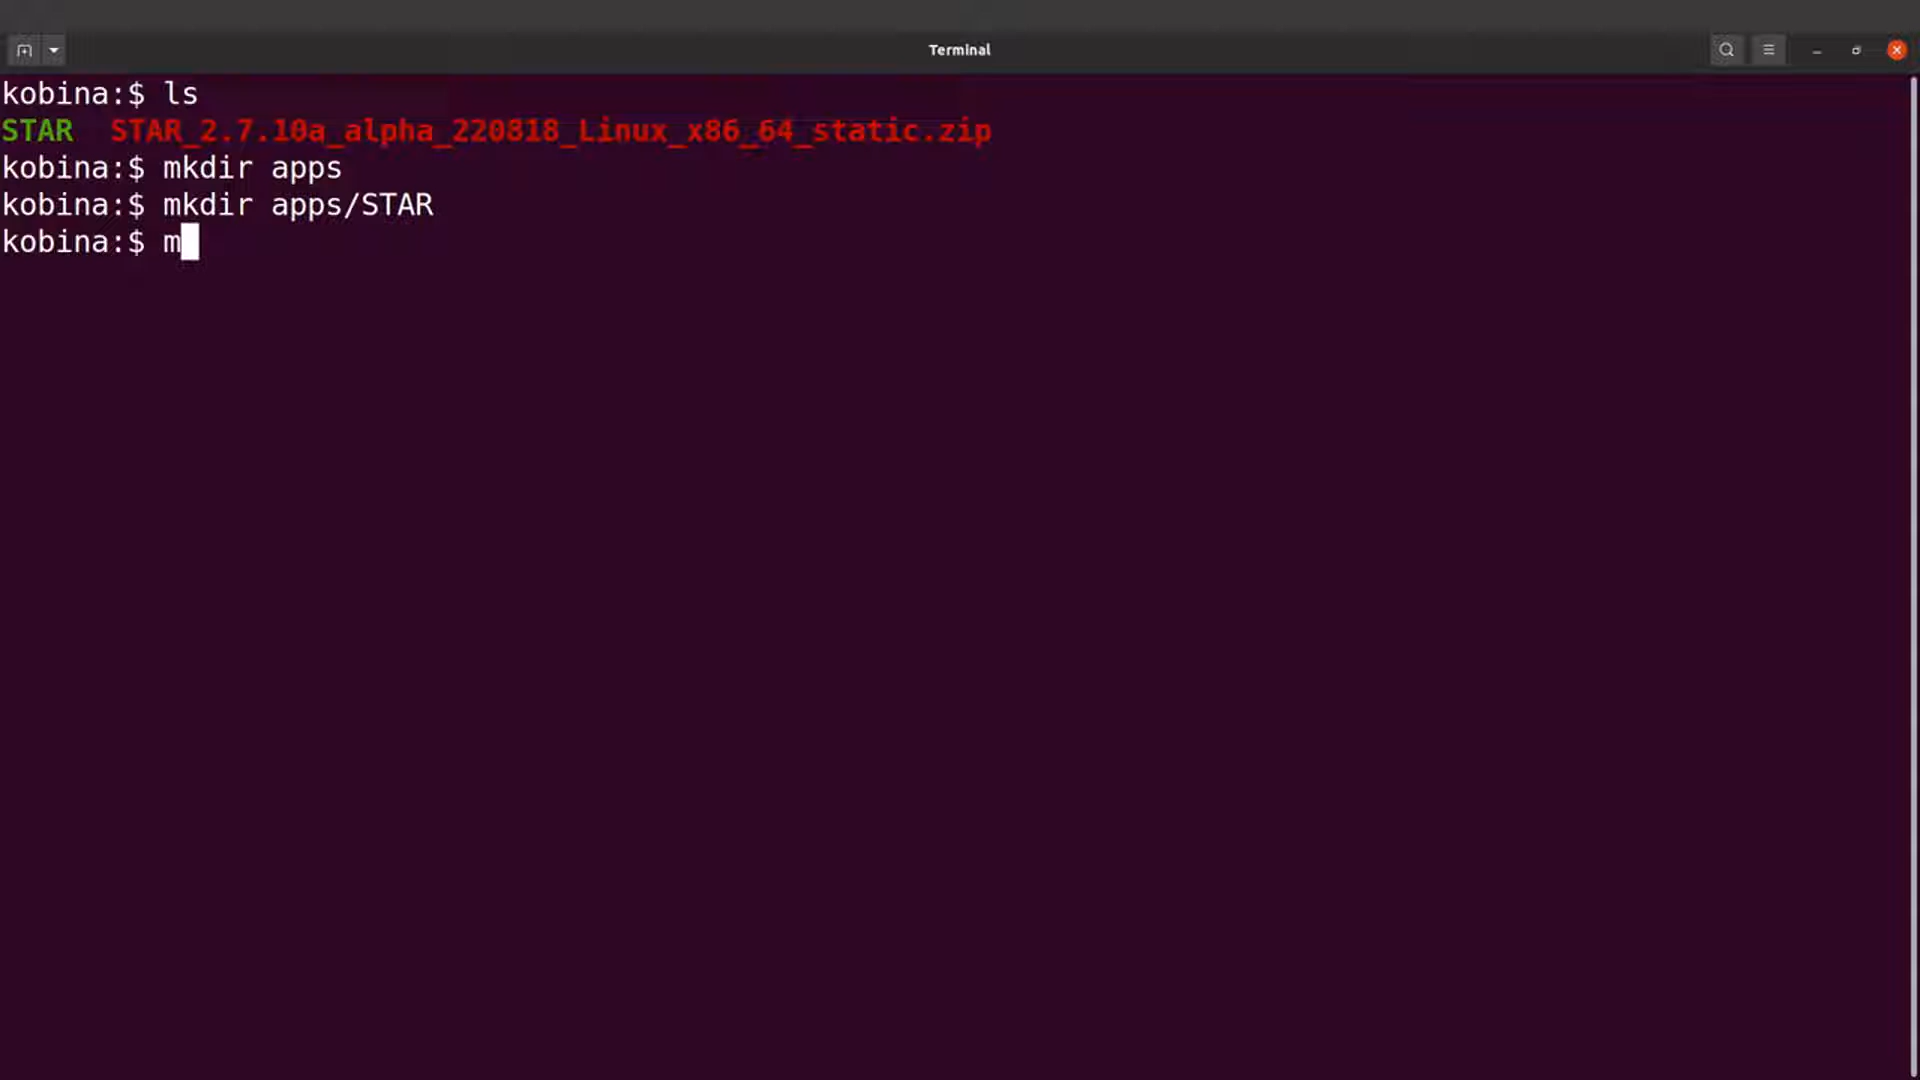 Terminal
kobina:$ ls
STAR  STAR_2.7.10a_alpha_220818_Linux_x86_64_static.zip
kobina:$ mkdir apps
kobina:$ mkdir apps/STAR
kobina:$ m